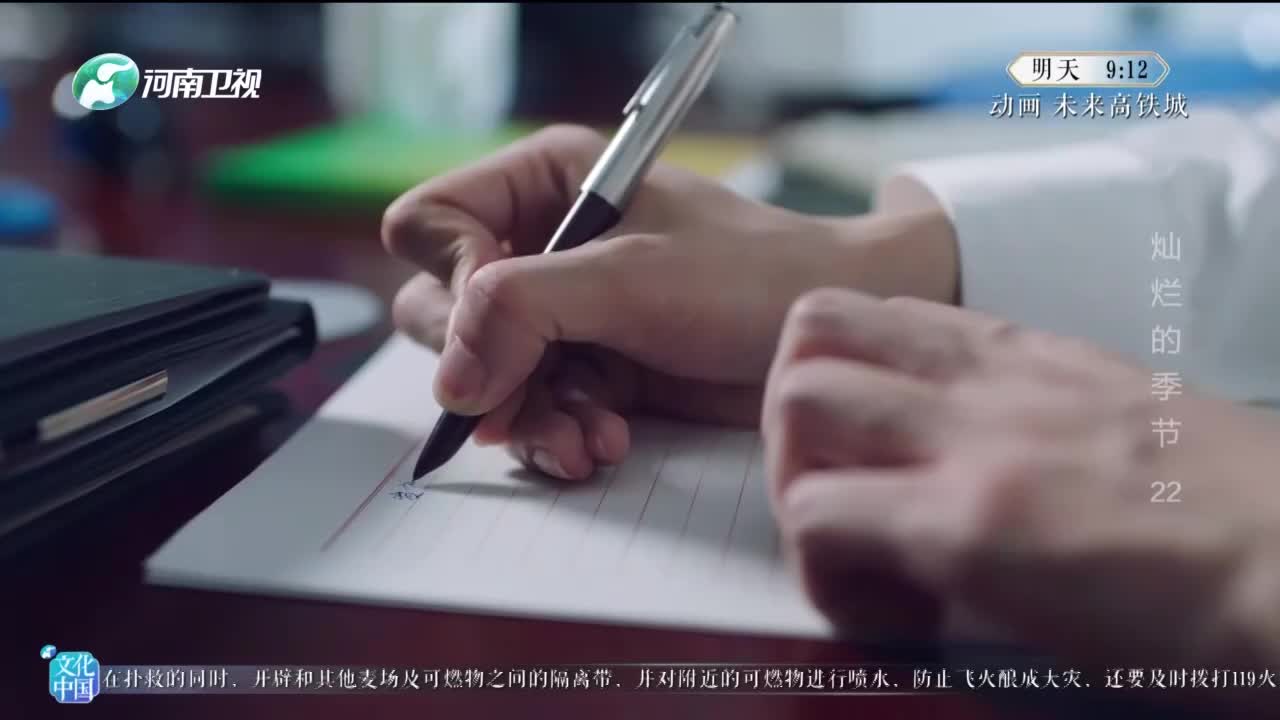 河南卫视
明天 9:12
动画 未来高铁城
灿烂的季节 22
文化中国
在扑救的同时，开辟和其他麦场及可燃物之间的隔离带，并对附近的可燃物进行喷水，防止飞火酿成大灾，还要及时拨打119火